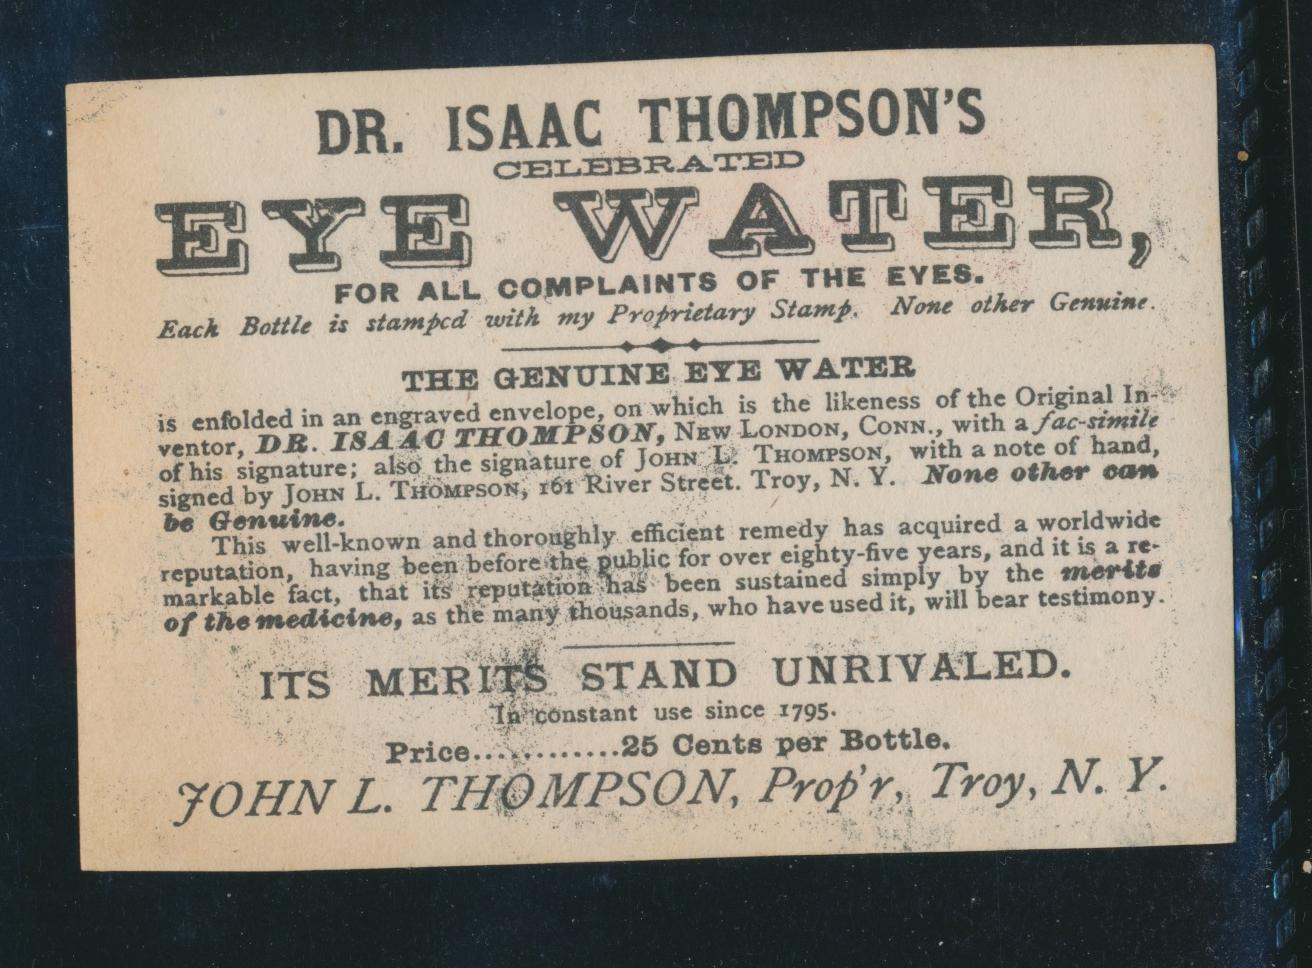 DR. ISAAC THOMPSON'S
CELEBRATED
EYE WATER,
FOR ALL COMPLAINTS OF THE EYES.
Each Bottle is stamped with my Proprietary Stamp. None other Genuine.
THE GENUINE EYE WATER
is enfolded in an engraved envelope, on which is the likeness of the Original In-
ventor, DR. ISAAC THOMPSON, NEW LONDON, CONN., with a fac-simile
of his signature; also the signature of JOHN L. THOMPSON, with a note of hand,
signed by JOHN L. THOMPSON, 161 River Street. Troy, N. Y. None other can
be Genuine.
This well-known and thoroughly efficient remedy has acquired a worldwide
reputation, having been before the public for over eighty-five years, and it is a re-
markable fact, that its reputation has been sustained simply by the merits
of the medicine, as the many thousands, who have used it, will bear testimony.
ITS MERITS STAND UNRIVALED.
In constant use since 1795.
Price.............25 Cents per Bottle.
JOHN L. THOMPSON, Prop'r, Troy, N. Y.